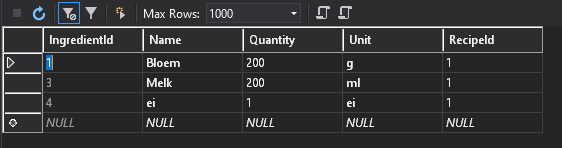 Max Rows: 1000
IngredientId Name Quantity Unit RecipeId
1 Bloem 200 g 1
3 Melk 200 ml 1
4 ei 1 ei 1
NULL NULL NULL NULL NULL